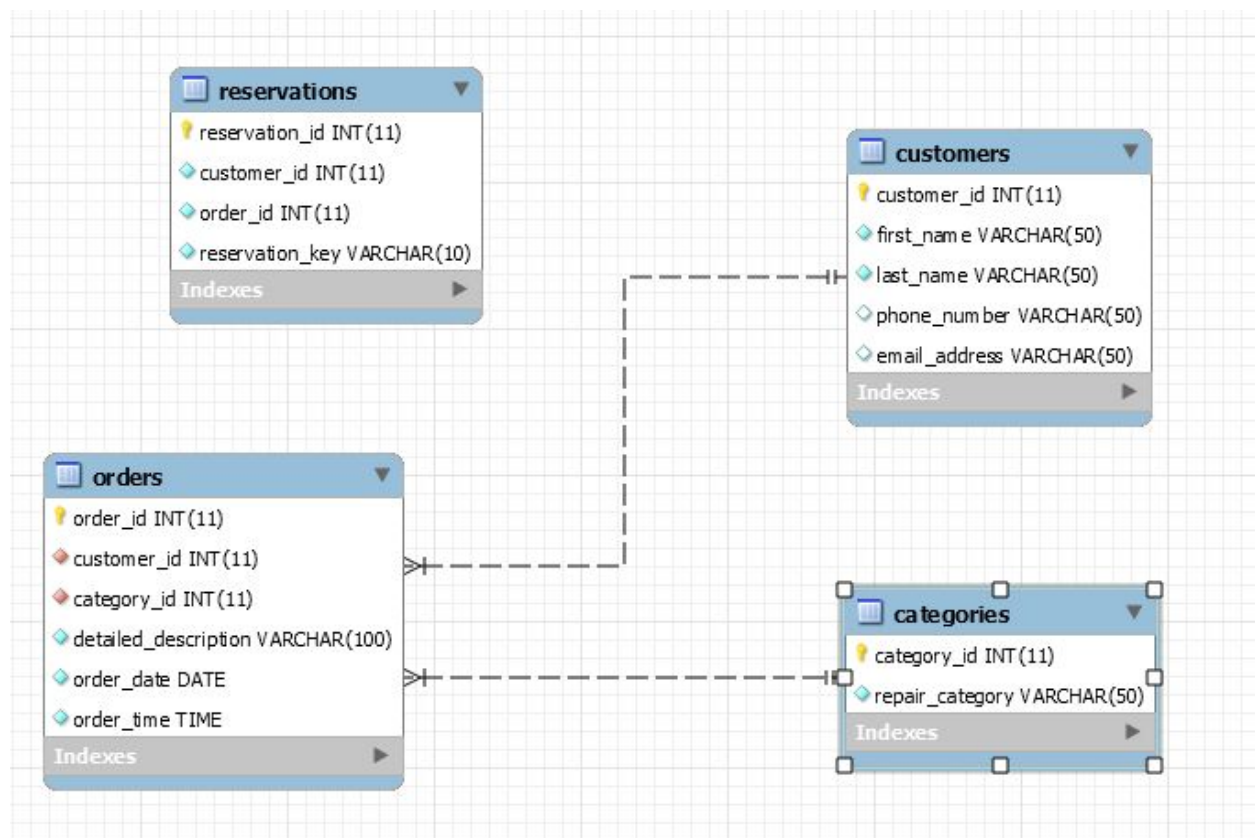 reservations
reservation_id INT(11)
customer_id INT(11)
order_id INT(11)
reservation_key VARCHAR(10)
Indexes
customers
customer_id INT(11)
first_name VARCHAR(50)
last_name VARCHAR(50)
phone_number VARCHAR(50)
email_address VARCHAR(50)
Indexes
orders
order_id INT(11)
customer_id INT(11)
category_id INT(11)
detailed_description VARCHAR(100)
order_date DATE
order_time TIME
Indexes
categories
category_id INT(11)
repair_category VARCHAR(50)
Indexes